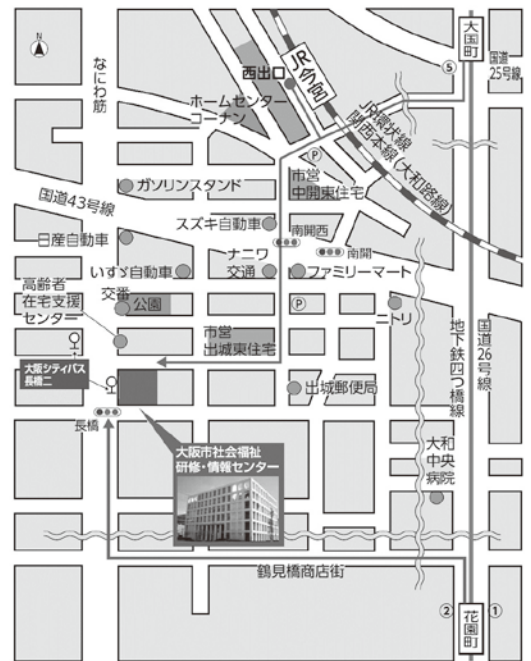 N
なにわ筋
西出口
JR今宮
大国町
⑤
国道
25号線
ホームセンター
コーナン
JR環状線
関西本線(大和路線)
P
ガソリンスタンド
市営
中開東住宅
国道43号線
スズキ自動車
南開西
南開
日産自動車
ナニワ
交通
いすゞ自動車
ファミリーマート
高齢者
在宅支援
センター
交番
公園
P
ニトリ
市営
出城東住宅
地下鉄四つ橋線
国道26号線
大阪シティバス
長橋二
出城郵便局
長橋
大阪市社会福祉
研修・情報センター
大和
中央
病院
鶴見橋商店街
②
花園町
①